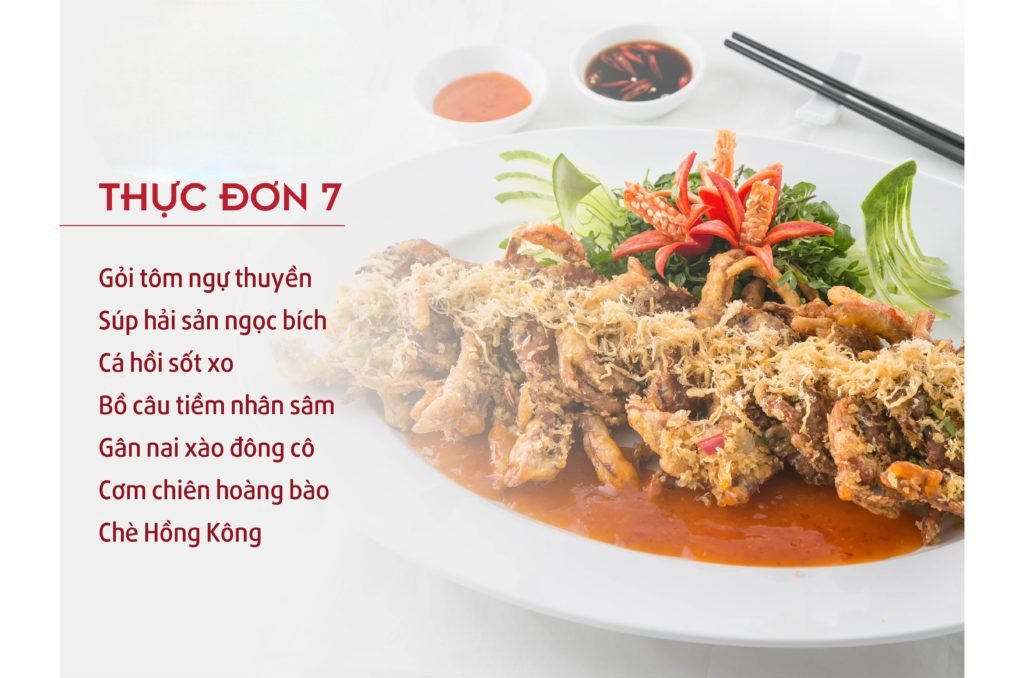 THỰC ĐƠN 7
Gỏi tôm ngự thuyền
Súp hải sản ngọc bích
Cá hồi sốt xo
Bồ câu tiềm nhân sâm
Gân nai xào đông cô
Cơm chiên hoàng bào
Chè Hồng Kông